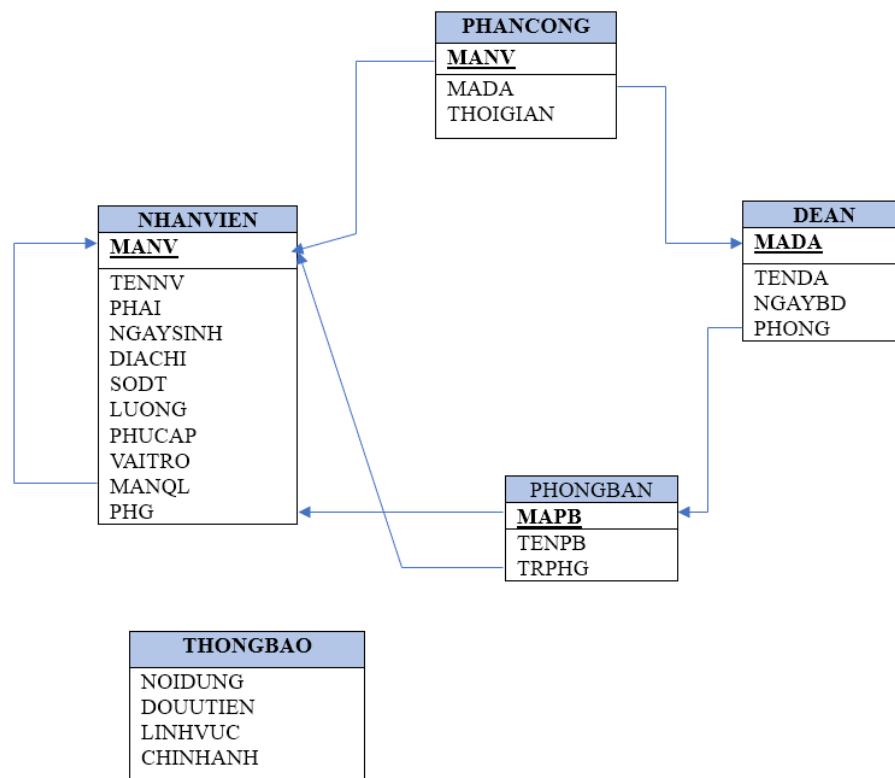 PHANCONG
MANV
MADA
THOIGIAN
NHANVIEN
MANV
TENNV
PHAI
NGAYSINH
DIACHI
SODT
LUONG
PHUCAP
VAITRO
MANQL
PHG
DEAN
MADA
TENDA
NGAYBD
PHONG
PHONGBAN
MAPB
TENPB
TRPHG
THONGBAO
NOIDUNG
DOUUTIEN
LINHVUC
CHINHANH